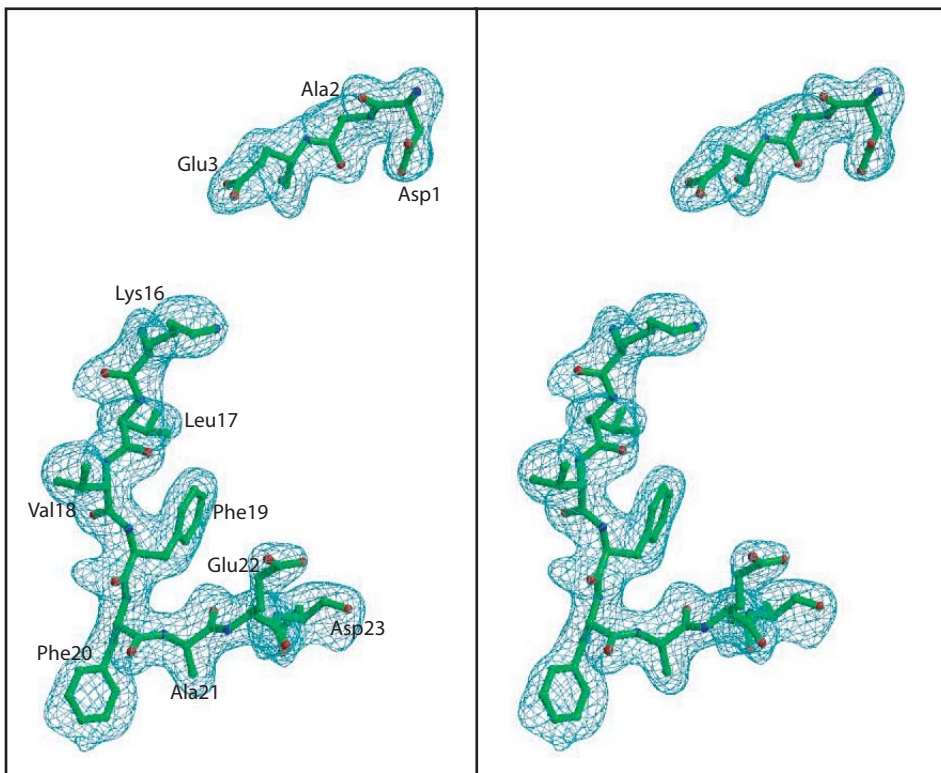 Ala2
Glu3
Asp1
Lys16
Leu17
Val18
Phe19
Glu22
Asp23
Phe20
Ala21